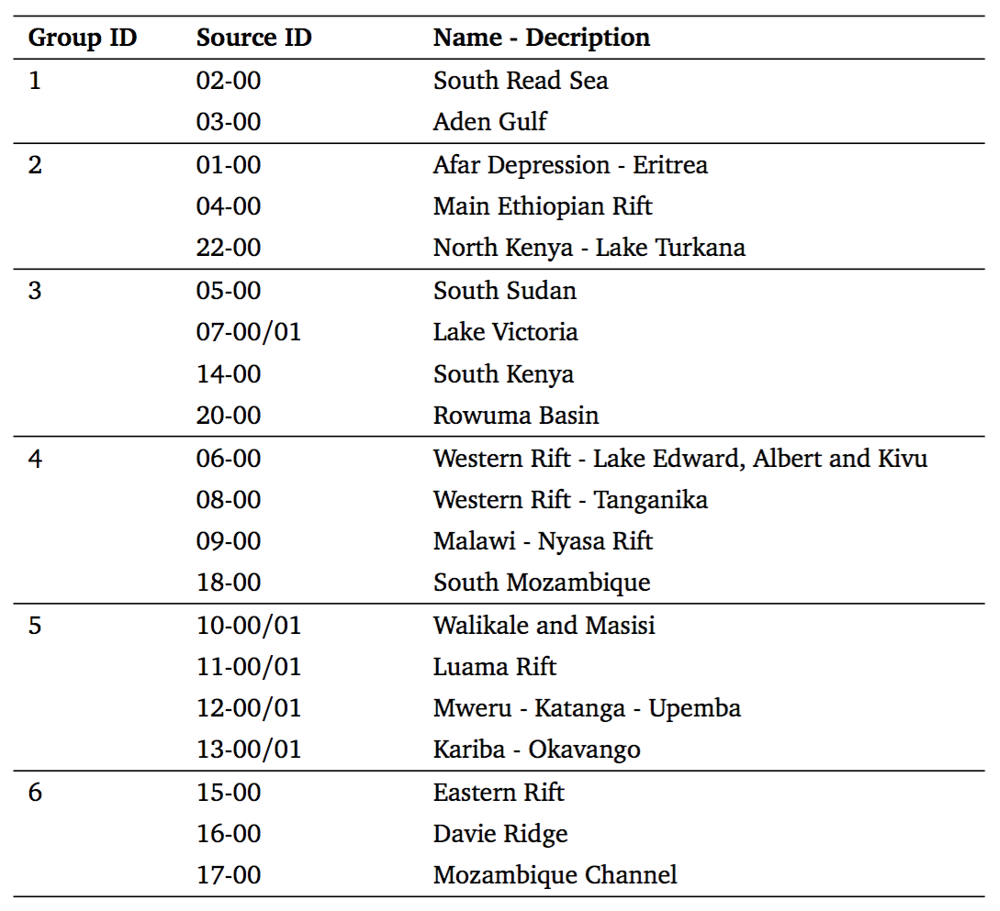 Group ID Source ID Name - Decription
1 02-00 South Read Sea
03-00 Aden Gulf
2 01-00 Afar Depression - Eritrea
04-00 Main Ethiopian Rift
22-00 North Kenya - Lake Turkana
3 05-00 South Sudan
07-00/01 Lake Victoria
14-00 South Kenya
20-00 Rowuma Basin
4 06-00 Western Rift - Lake Edward, Albert and Kivu
08-00 Western Rift - Tanganika
09-00 Malawi - Nyasa Rift
18-00 South Mozambique
5 10-00/01 Walikale and Masisi
11-00/01 Luama Rift
12-00/01 Mweru - Katanga - Upemba
13-00/01 Kariba - Okavango
6 15-00 Eastern Rift
16-00 Davie Ridge
17-00 Mozambique Channel